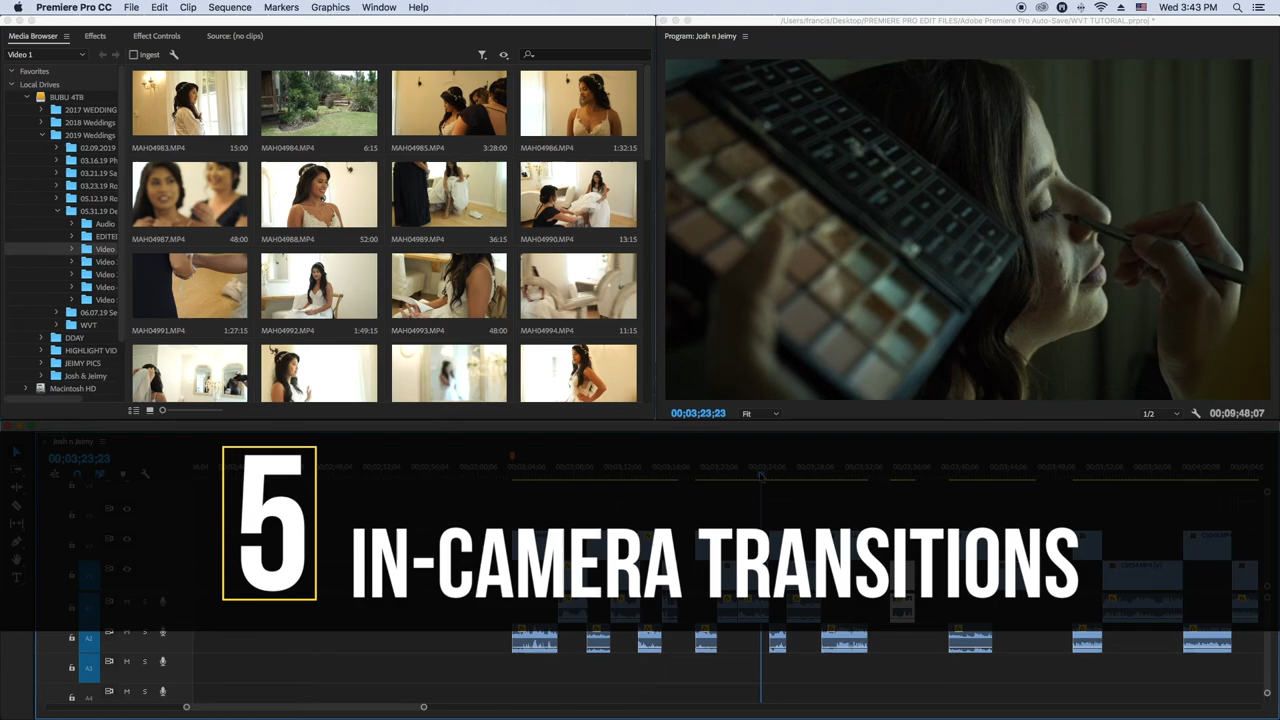 Premiere Pro CC File Edit Clip Sequence Markers Graphics Window Help
Wed 3:43 PM
/Users/francis/Desktop/PREMIERE PRO EDIT FILES/Adobe Premiere Pro Auto-Save/WVT TUTORIAL.prproj *
Media Browser Effects Effect Controls Source: (no clips)
Program: Josh n Jeimy
Video 1
Ingest
Favorites
Local Drives
BUBU 4TB
2017 WEDDING
2018 Weddings
2019 Weddings
02.09.2019
03.16.19 Ph
03.22.19 Sa
03.23.19 Ro
05.12.19 Ro
05.31.19 De
Audio
EDITE
Video
Video
Video
Video
Video
06.07.19 Se
WVT
DDAY
HIGHLIGHT VID
JEIMY PICS
Josh & Jeimy
Macintosh HD
MAH04983.MP4 15:00
MAH04984.MP4 6:15
MAH04985.MP4 3:28:00
MAH04986.MP4 1:32:15
MAH04987.MP4 48:00
MAH04988.MP4 52:00
MAH04989.MP4 36:15
MAH04990.MP4 13:15
MAH04991.MP4 1:27:15
MAH04992.MP4 1:49:15
MAH04993.MP4 48:00
MAH04994.MP4 11:15
00;03;23;23
Fit
1/2
00;09;48;07
Josh n Jeimy
00;03;23;23
5
IN-CAMERA TRANSITIONS
A2 M S
A3 M S
A4 M S